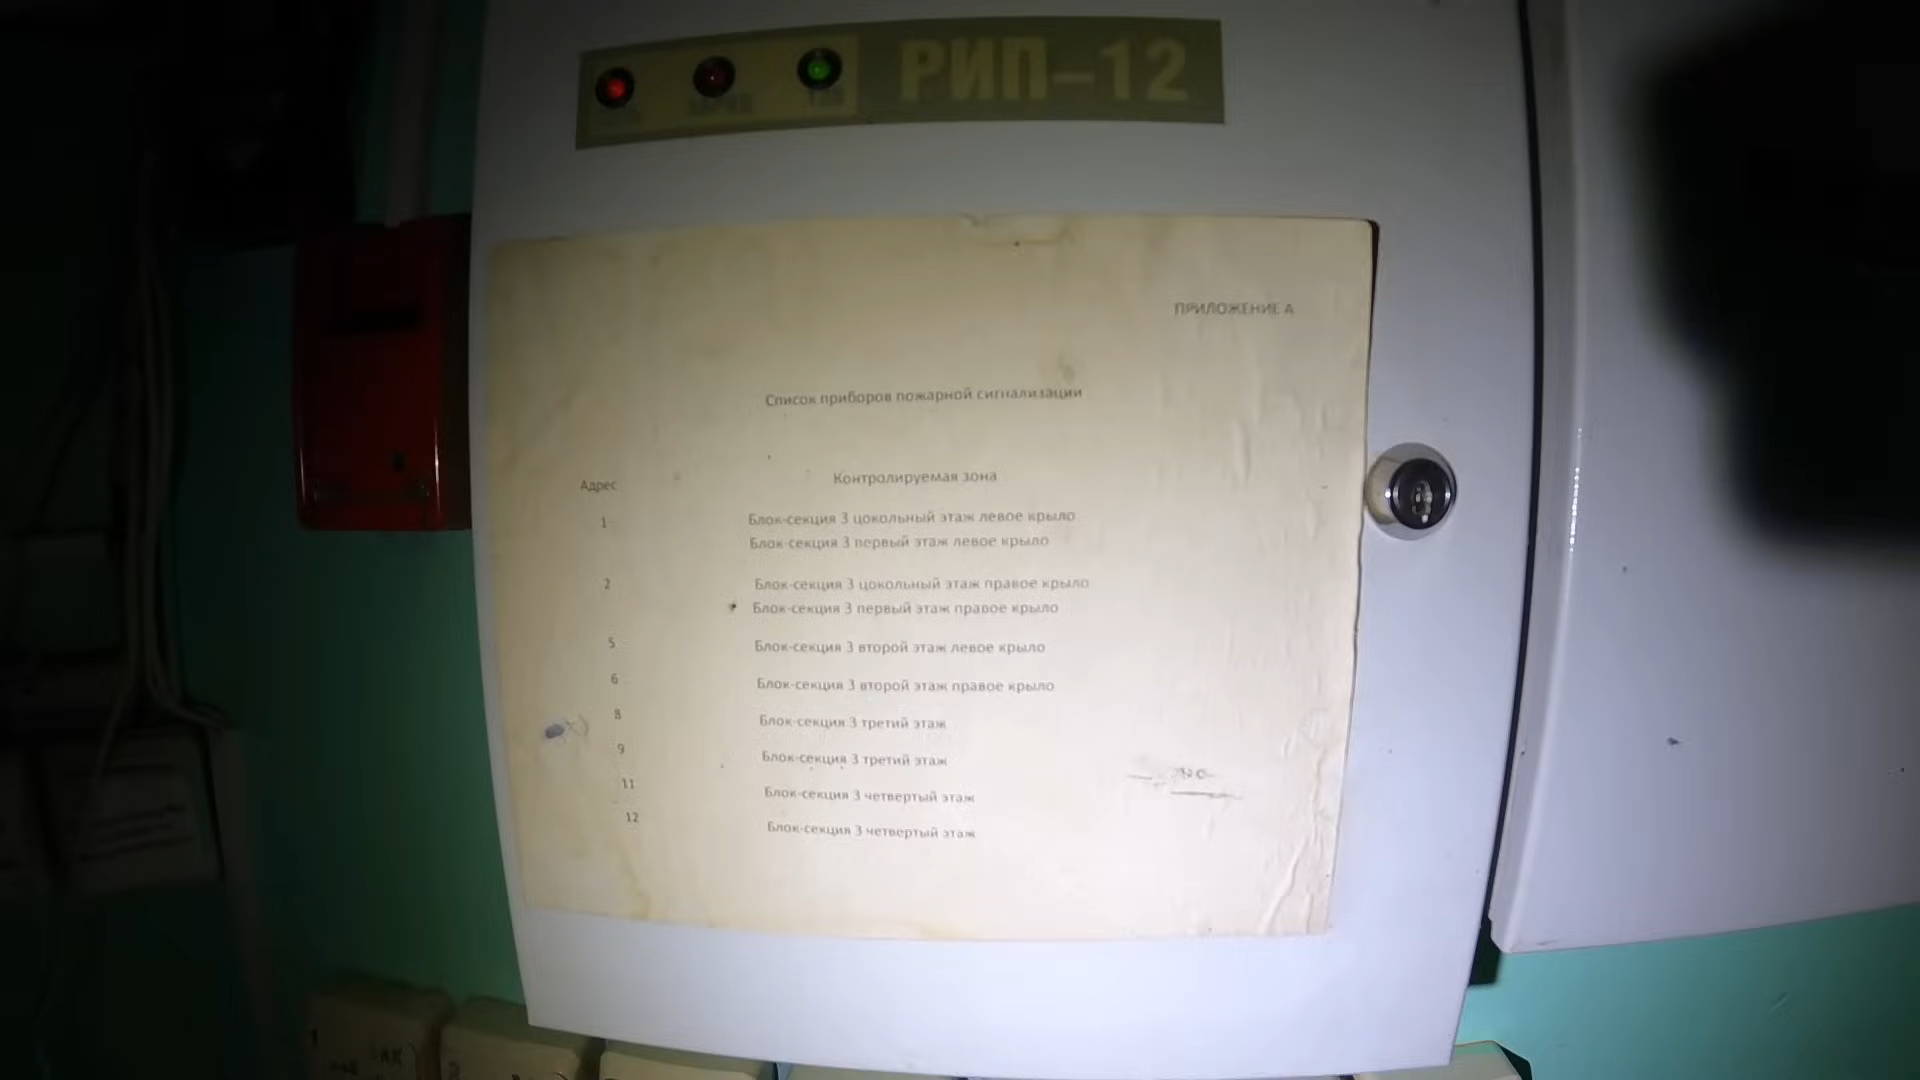 РИП-12
ПРИЛОЖЕНИЕ А
Список приборов пожарной сигнализации
Адрес Контролируемая зона
1 Блок-секция 3 цокольный этаж левое крыло
Блок-секция 3 первый этаж левое крыло
2 Блок-секция 3 цокольный этаж правое крыло
Блок-секция 3 первый этаж правое крыло
5 Блок-секция 3 второй этаж левое крыло
6 Блок-секция 3 второй этаж правое крыло
8 Блок-секция 3 третий этаж
9 Блок-секция 3 третий этаж
11 Блок-секция 3 четвертый этаж
12 Блок-секция 3 четвертый этаж